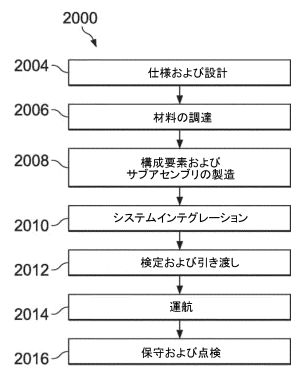 2000
2004
仕様および設計
2006
材料の調達
2008
構成要素および
サブアセンブリの製造
2010
システムインテグレーション
2012
検定および引き渡し
2014
運航
2016
保守および点検